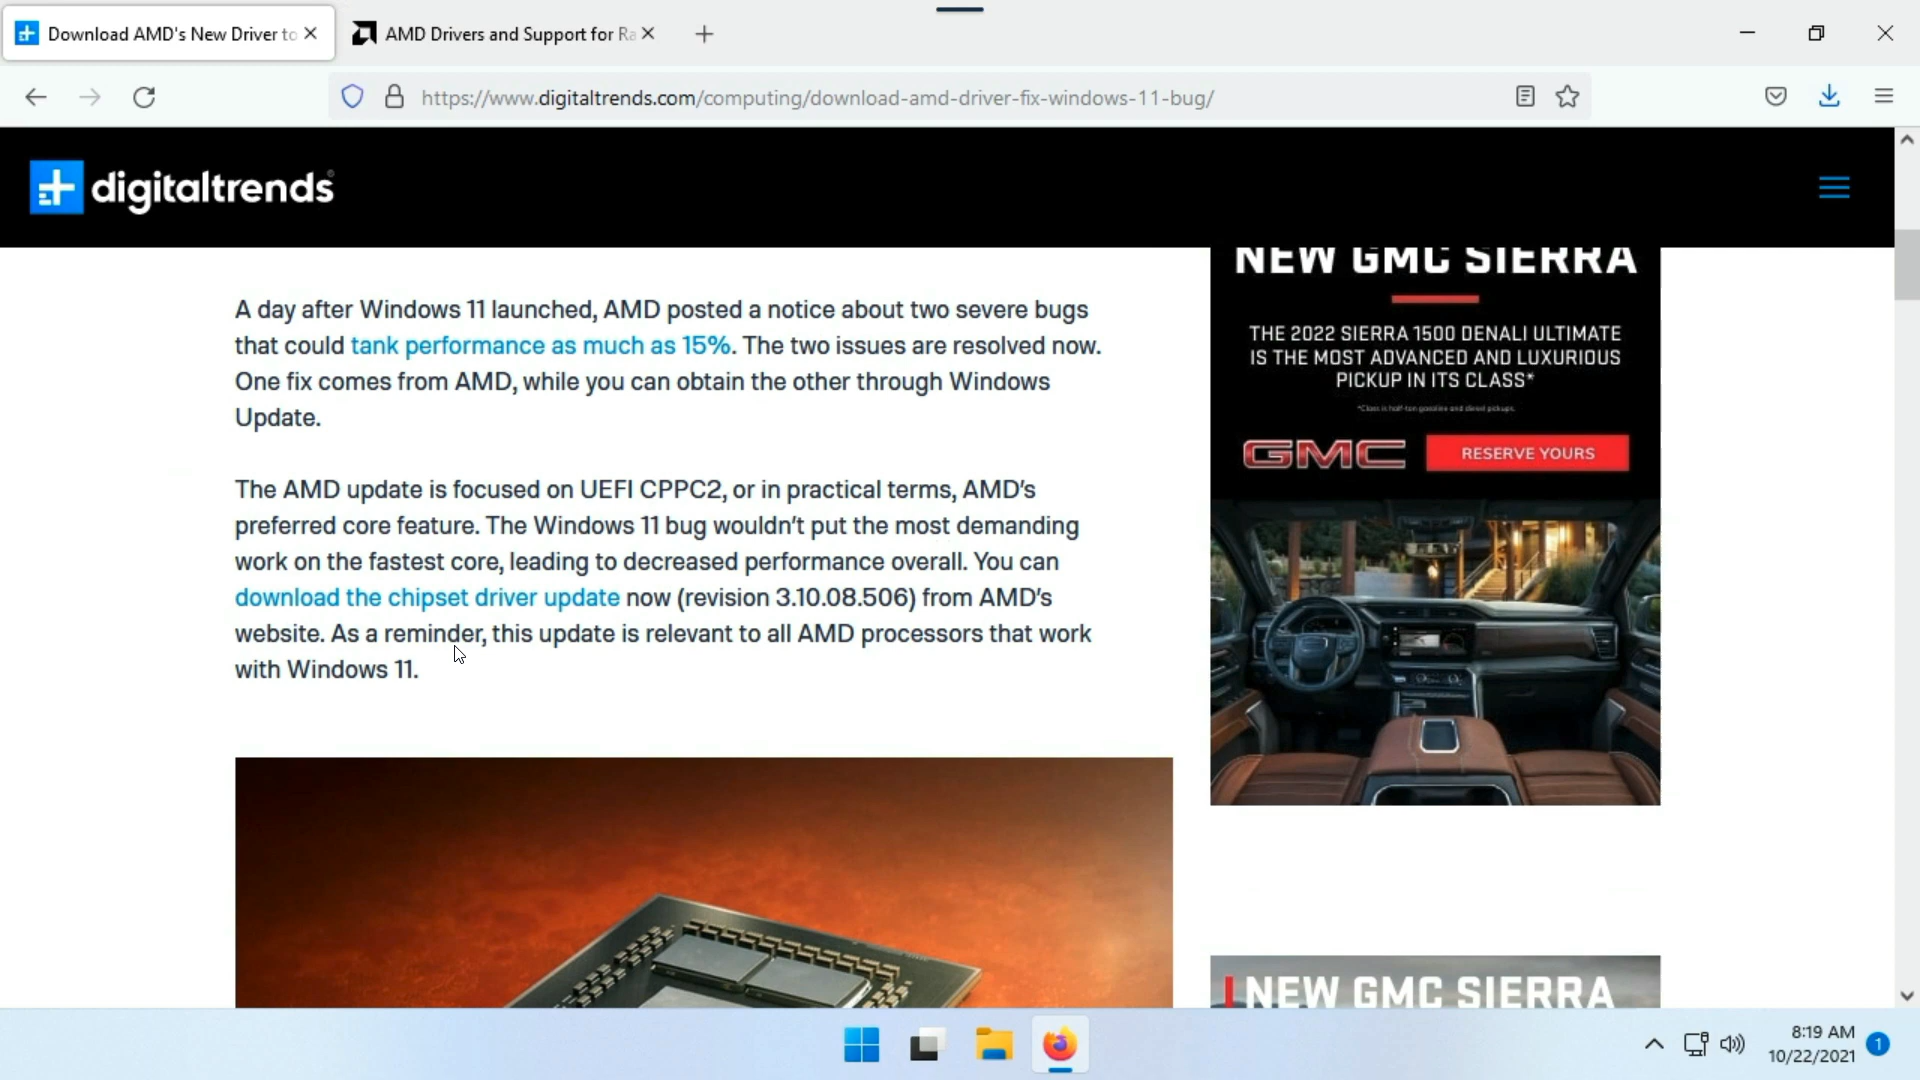 Download AMD's New Driver to
AMD Drivers and Support for Ra
https://www.digitaltrends.com/computing/download-amd-driver-fix-windows-11-bug/
digitaltrends
A day after Windows 11 launched, AMD posted a notice about two severe bugs
that could tank performance as much as 15%. The two issues are resolved now.
One fix comes from AMD, while you can obtain the other through Windows
Update.
The AMD update is focused on UEFI CPPC2, or in practical terms, AMD's
preferred core feature. The Windows 11 bug wouldn't put the most demanding
work on the fastest core, leading to decreased performance overall. You can
download the chipset driver update now (revision 3.10.08.506) from AMD's
website. As a reminder, this update is relevant to all AMD processors that work
with Windows 11.
NEW GMC SIERRA
THE 2022 SIERRA 1500 DENALI ULTIMATE
IS THE MOST ADVANCED AND LUXURIOUS
PICKUP IN ITS CLASS*
*Class is half-ton gasoline and diesel pickups.
GMC
RESERVE YOURS
NEW GMC SIERRA
8:19 AM
10/22/2021
1